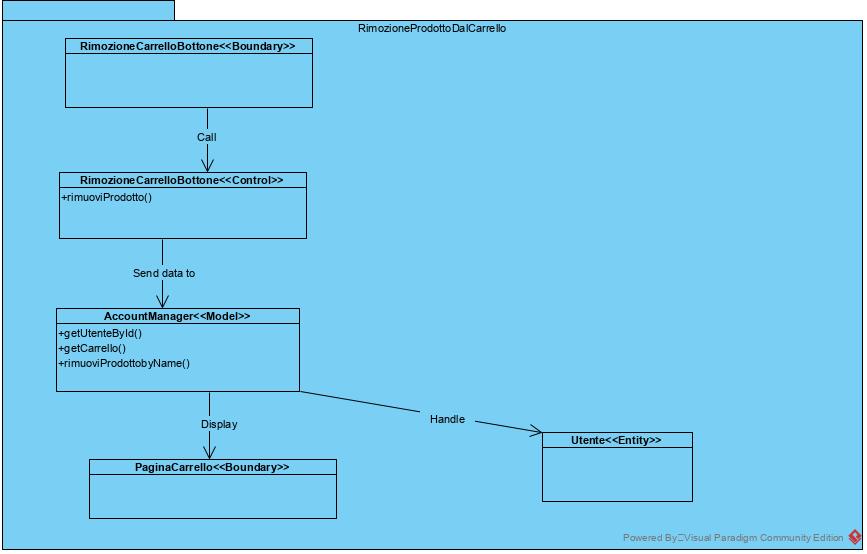 RimozioneProdottoDalCarrello
RimozioneCarrelloBottone<<Boundary>>
Call
RimozioneCarrelloBottone<<Control>>
+rimuoviProdotto()
Send data to
AccountManager<<Model>>
+getUtenteById()
+getCarrello()
+rimuoviProdottobyName()
Display
Handle
Utente<<Entity>>
PaginaCarrello<<Boundary>>
Powered By Visual Paradigm Community Edition